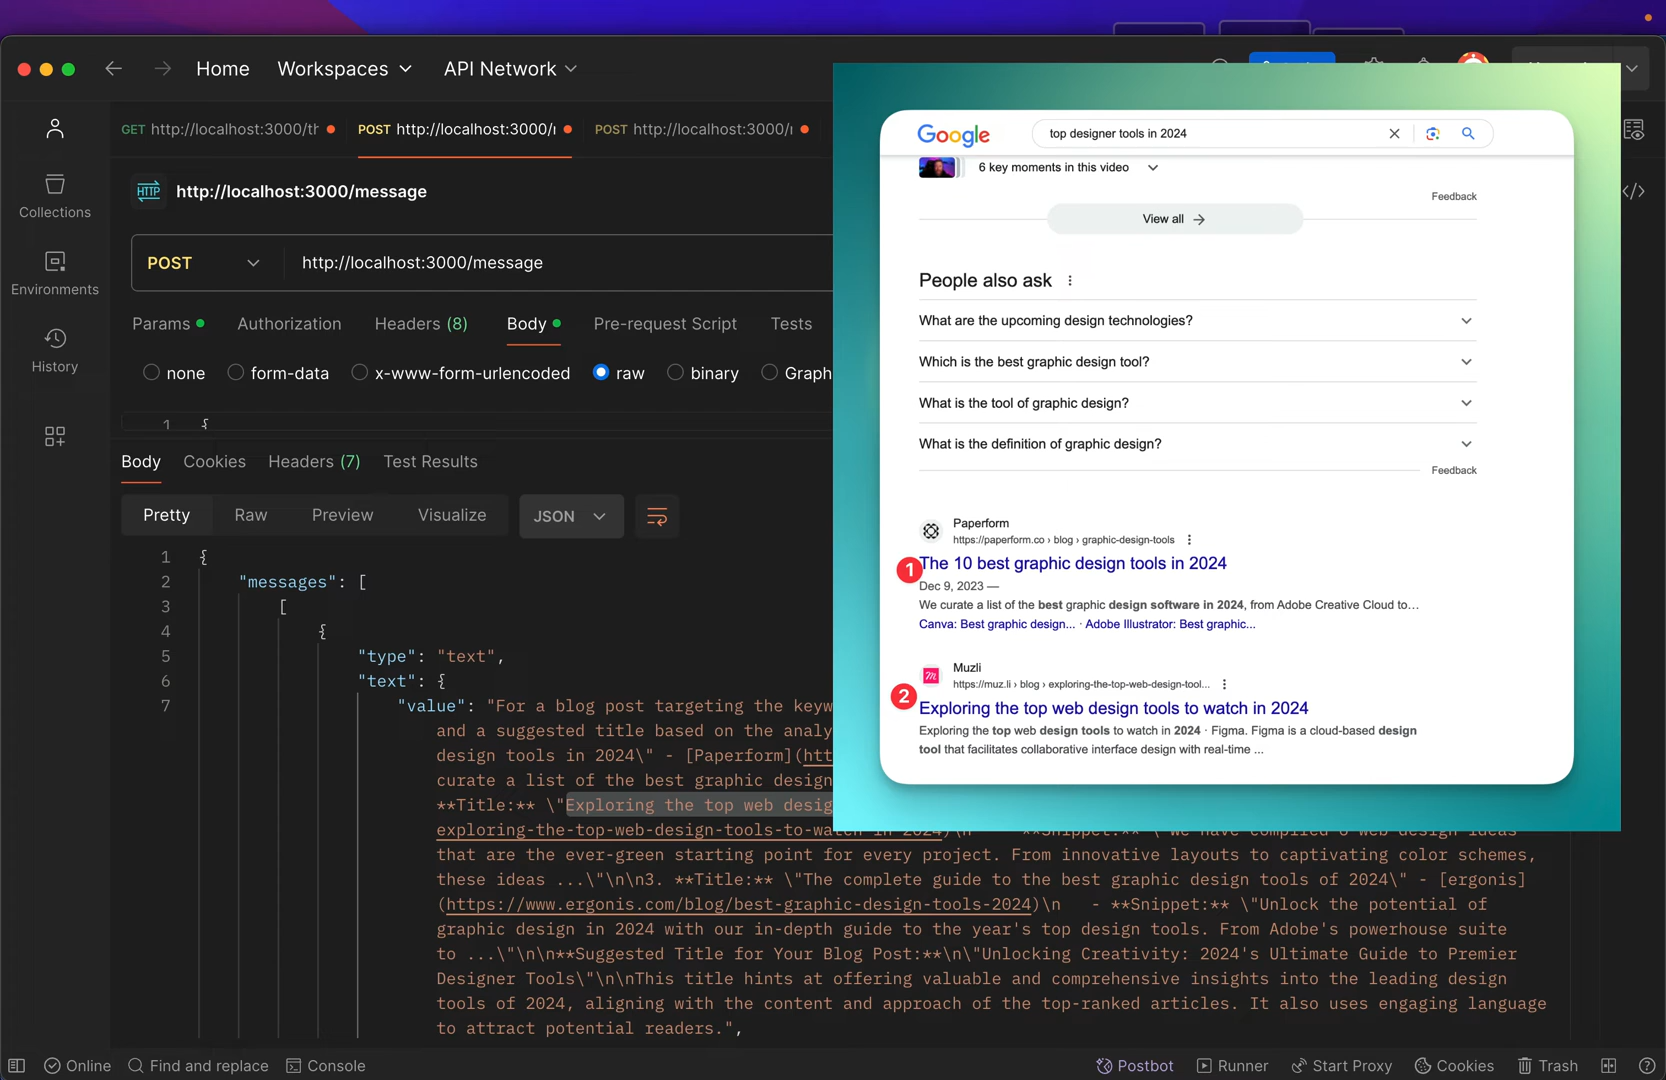 Home
Workspaces
API Network
GET http://localhost:3000/th
POST http://localhost:3000/
POST http://localhost:3000/
Collections
Environments
History
HTTP http://localhost:3000/message
POST
http://localhost:3000/message
Params
Authorization
Headers (8)
Body
Pre-request Script
Tests
none
form-data
x-www-form-urlencoded
raw
binary
Graph
1 {
Body
Cookies
Headers (7)
Test Results
Pretty
Raw
Preview
Visualize
JSON
1 {
2 "messages": [
3 [
4 {
5 "type": "text",
6 "text": {
7 "value": "For a blog post targeting the keyw
and a suggested title based on the analy
design tools in 2024\" - [Paperform](htt
curate a list of the best graphic design
**Title:** \"Exploring the top web desig
exploring-the-top-web-design-tools-to-watch-in-2024)\n - **Snippet:** \"We have compiled 6 web design ideas
that are the ever-green starting point for every project. From innovative layouts to captivating color schemes,
these ideas ...\"\n\n3. **Title:** \"The complete guide to the best graphic design tools of 2024\" - [ergonis]
(https://www.ergonis.com/blog/best-graphic-design-tools-2024)\n - **Snippet:** \"Unlock the potential of
graphic design in 2024 with our in-depth guide to the year's top design tools. From Adobe's powerhouse suite
to ...\"\n\n**Suggested Title for Your Blog Post:**\n\"Unlocking Creativity: 2024's Ultimate Guide to Premier
Designer Tools\"\n\nThis title hints at offering valuable and comprehensive insights into the leading design
tools of 2024, aligning with the content and approach of the top-ranked articles. It also uses engaging language
to attract potential readers.",
Google
top designer tools in 2024
6 key moments in this video
Feedback
View all →
People also ask
What are the upcoming design technologies?
Which is the best graphic design tool?
What is the tool of graphic design?
What is the definition of graphic design?
Feedback
Paperform
https://paperform.co › blog › graphic-design-tools
1
The 10 best graphic design tools in 2024
Dec 9, 2023 —
We curate a list of the best graphic design software in 2024, from Adobe Creative Cloud to...
Canva: Best graphic design... · Adobe Illustrator: Best graphic...
Muzli
https://muz.li › blog › exploring-the-top-web-design-tool...
2
Exploring the top web design tools to watch in 2024
Exploring the top web design tools to watch in 2024 · Figma. Figma is a cloud-based design
tool that facilitates collaborative interface design with real-time ...
Online
Find and replace
Console
Postbot
Runner
Start Proxy
Cookies
Trash